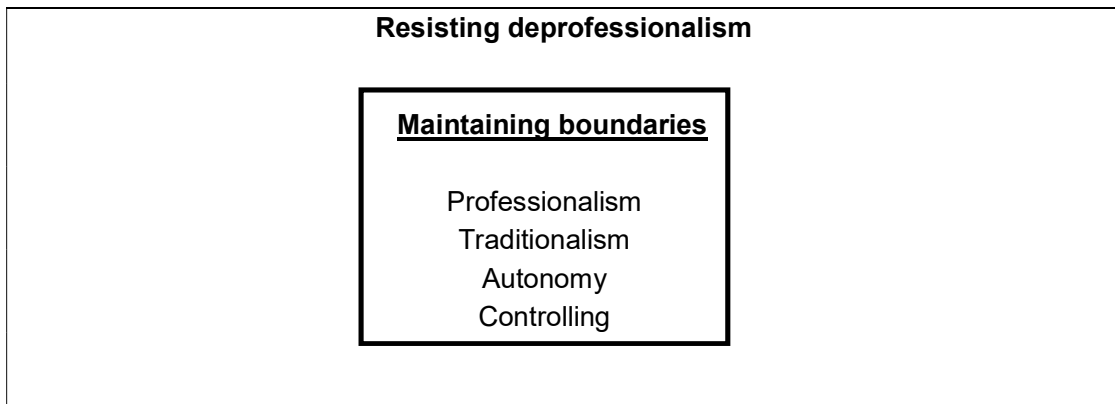 Resisting deprofessionalism
Maintaining boundaries
Professionalism
Traditionalism
Autonomy
Controlling